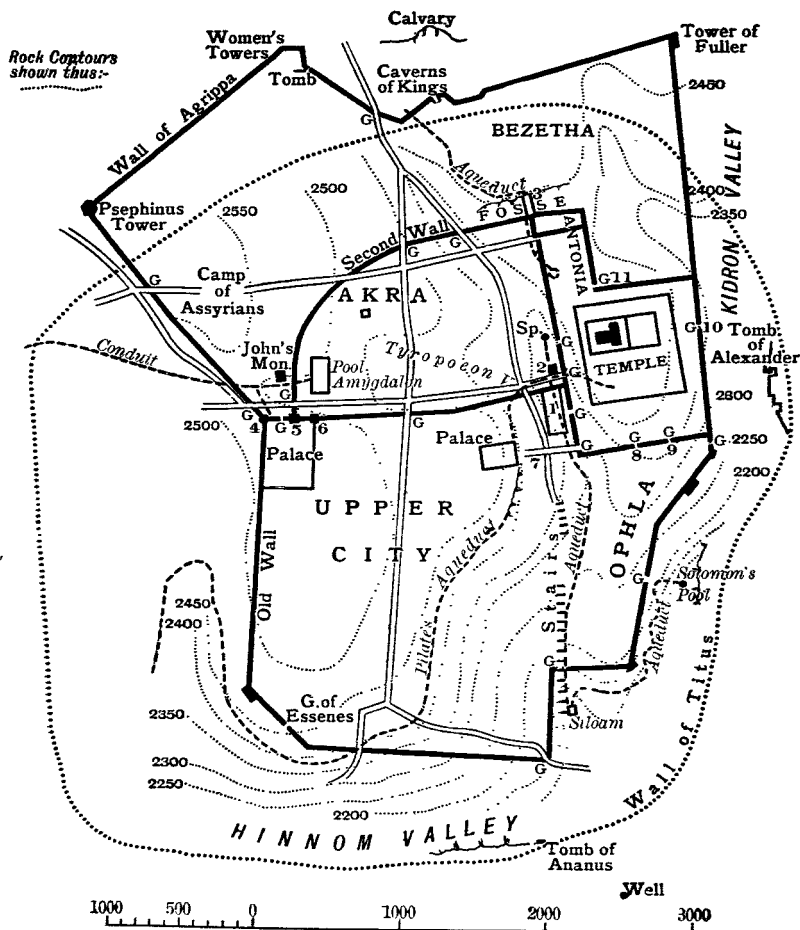 Calvary
Women's
Towers
Tower of
Fuller
Rock Contours
shown thus:-
Tomb
Caverns
of Kings
Wall of Agrippa
G
2450
BEZETHA
KIDRON VALLEY
Aqueduct
2500
2550
2400
2350
3
FOSSE
Psephinus
Tower
Second Wall
G
G
ANTONIA
G
Camp
of
Assyrians
AKRA
G11
Sp.
G
G10
Tomb
of
Alexander
Conduit
John's
Mon.
Pool
Amygdalon
Tyropoeon V
2
G
TEMPLE
G
1
G
2300
2500
G
4
G
5
6
G
Palace
Palace
7
G
G
8
G
9
G
2250
2200
UPPER
CITY
OPHLA
Old Wall
Aqueduct
Aqueduct
Stairs
G
Solomon's
Pool
2450
2400
Pilates
Aqueduct
G
G. of
Essenes
Siloam
2350
2300
2250
G
Wall of Titus
2200
HINNOM VALLEY
Tomb of
Ananus
Well
1000 500 0 1000 2000 3000